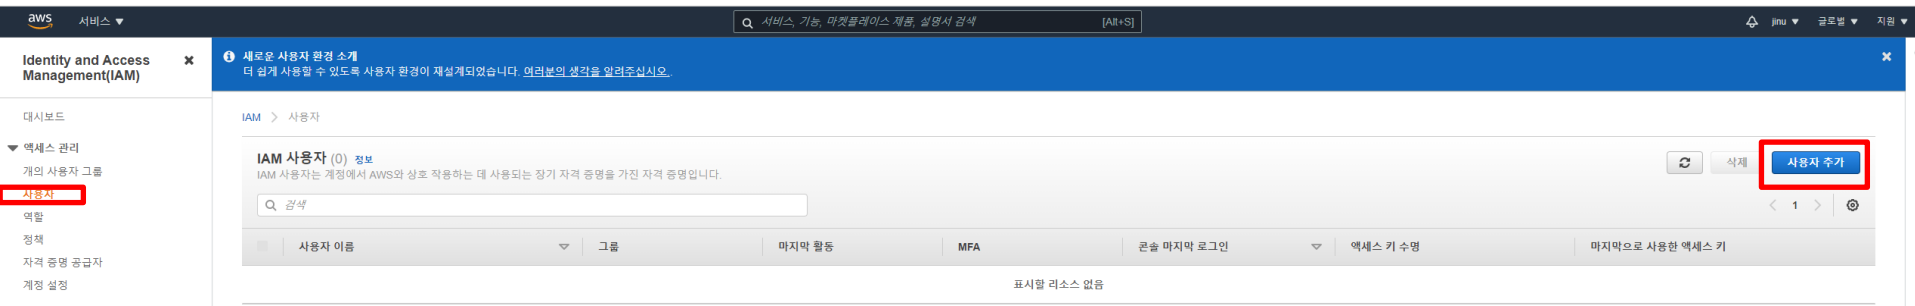 aws
서비스
서비스, 기능, 마켓플레이스 제품, 설명서 검색
[Alt+S]
jinu
글로벌
지원
Identity and Access
Management(IAM)
대시보드
액세스 관리
개의 사용자 그룹
사용자
역할
정책
자격 증명 공급자
계정 설정
새로운 사용자 환경 소개
더 쉽게 사용할 수 있도록 사용자 환경이 재설계되었습니다. 여러분의 생각을 알려주십시오.
IAM > 사용자
IAM 사용자 (0) 정보
IAM 사용자는 계정에서 AWS와 상호 작용하는 데 사용되는 장기 자격 증명을 가진 자격 증명입니다.
삭제
사용자 추가
검색
< 1 >
사용자 이름
그룹
마지막 활동
MFA
콘솔 마지막 로그인
액세스 키 수명
마지막으로 사용한 액세스 키
표시할 리소스 없음